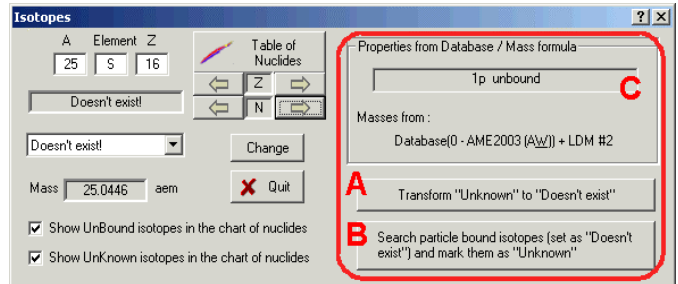 Isotopes
? X
A Element Z
25 S 16
Doesn't exist!
Table of
Nuclides
Z
N
Doesn't exist!
Change
Mass 25.0446 aem
Quit
Show UnBound isotopes in the chart of nuclides
Show UnKnown isotopes in the chart of nuclides
Properties from Database / Mass formula
1p unbound
C
Masses from :
Database(0 - AME2003 (AW)) + LDM #2
A
Transform "Unknown" to "Doesn't exist"
B
Search particle bound isotopes (set as "Doesn't
exist") and mark them as "Unknown"